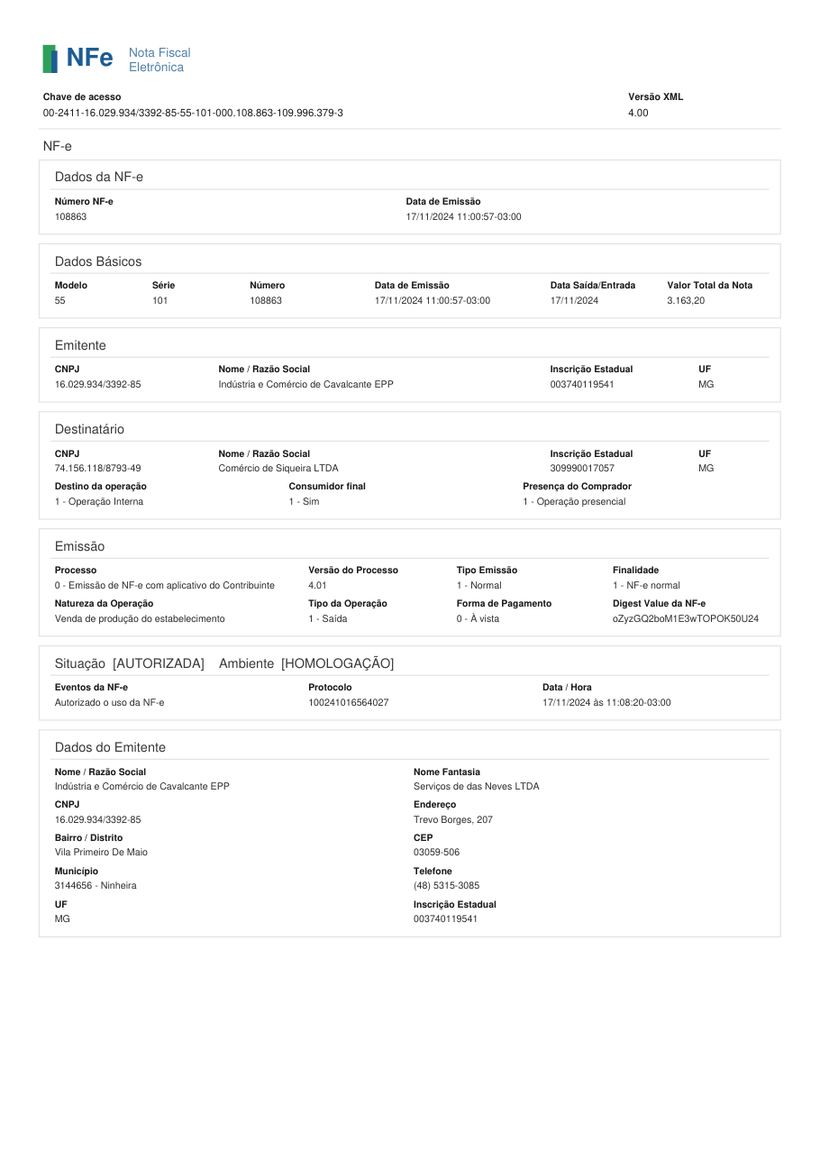 NFe Nota Fiscal
Eletrônica
Chave de acesso Versão XML
00-2411-16.029.934/3392-85-55-101-000.108.863-109.996.379-3 4.00
NF-e
Dados da NF-e
Número NF-e Data de Emissão
108863 17/11/2024 11:00:57-03:00
Dados Básicos
Modelo Série Número Data de Emissão Data Saída/Entrada Valor Total da Nota
55 101 108863 17/11/2024 11:00:57-03:00 17/11/2024 3.163,20
Emitente
CNPJ Nome / Razão Social Inscrição Estadual UF
16.029.934/3392-85 Indústria e Comércio de Cavalcante EPP 003740119541 MG
Destinatário
CNPJ Nome / Razão Social Inscrição Estadual UF
74.156.118/8793-49 Comércio de Siqueira LTDA 309990017057 MG
Destino da operação Consumidor final Presença do Comprador
1 - Operação Interna 1 - Sim 1 - Operação presencial
Emissão
Processo Versão do Processo Tipo Emissão Finalidade
0 - Emissão de NF-e com aplicativo do Contribuinte 4.01 1 - Normal 1 - NF-e normal
Natureza da Operação Tipo da Operação Forma de Pagamento Digest Value da NF-e
Venda de produção do estabelecimento 1 - Saída 0 - À vista oZyzGQ2boM1E3wTOPOK50U24
Situação [AUTORIZADA] Ambiente [HOMOLOGAÇÃO]
Eventos da NF-e Protocolo Data / Hora
Autorizado o uso da NF-e 100241016564027 17/11/2024 às 11:08:20-03:00
Dados do Emitente
Nome / Razão Social Nome Fantasia
Indústria e Comércio de Cavalcante EPP Serviços de das Neves LTDA
CNPJ Endereço
16.029.934/3392-85 Trevo Borges, 207
Bairro / Distrito CEP
Vila Primeiro De Maio 03059-506
Município Telefone
3144656 - Ninheira (48) 5315-3085
UF Inscrição Estadual
MG 003740119541